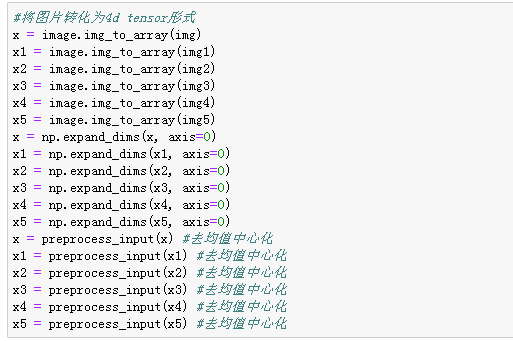 #将图片转化为4d tensor形式
x = image.img_to_array(img)
x1 = image.img_to_array(img1)
x2 = image.img_to_array(img2)
x3 = image.img_to_array(img3)
x4 = image.img_to_array(img4)
x5 = image.img_to_array(img5)
x = np.expand_dims(x, axis=0)
x1 = np.expand_dims(x1, axis=0)
x2 = np.expand_dims(x2, axis=0)
x3 = np.expand_dims(x3, axis=0)
x4 = np.expand_dims(x4, axis=0)
x5 = np.expand_dims(x5, axis=0)
x = preprocess_input(x) #去均值中心化
x1 = preprocess_input(x1) #去均值中心化
x2 = preprocess_input(x2) #去均值中心化
x3 = preprocess_input(x3) #去均值中心化
x4 = preprocess_input(x4) #去均值中心化
x5 = preprocess_input(x5) #去均值中心化